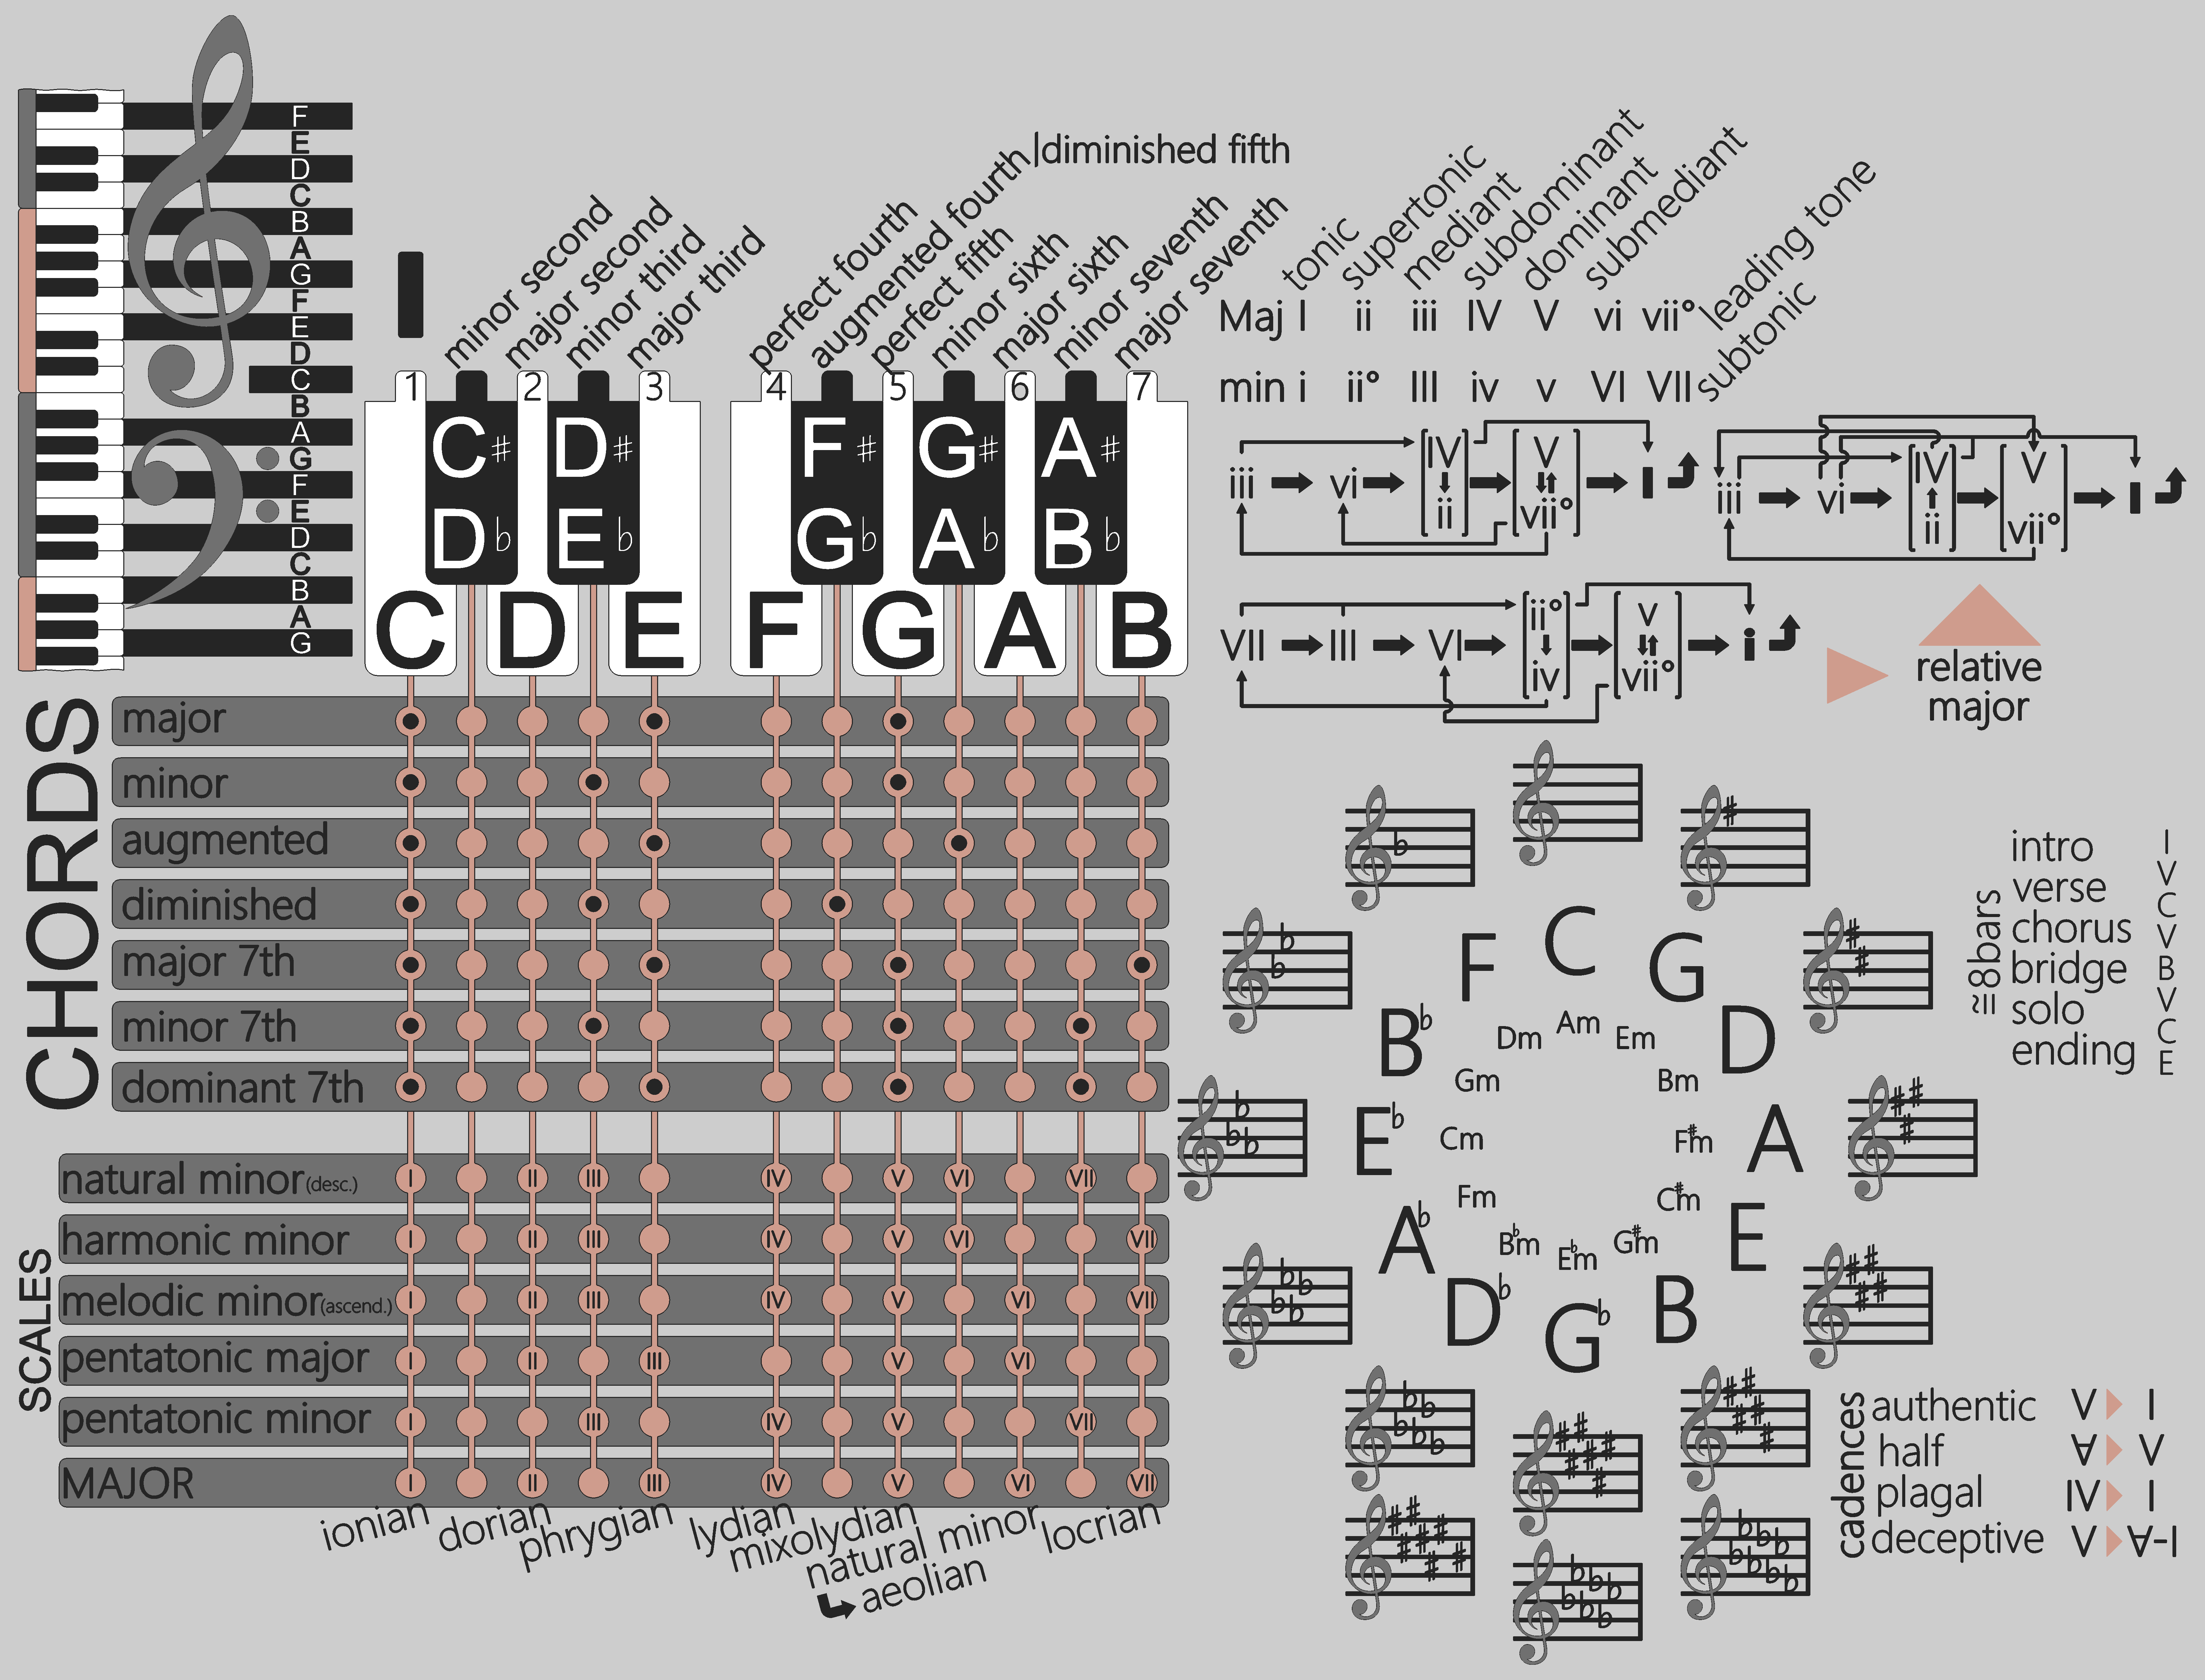 F
E
D
C
B
A
G
F
E
D
C
B
A
G
F
E
D
C
B
A
G
I
minor second
major second
minor third
major third
perfect fourth
augmented fourth|diminished fifth
perfect fifth
minor sixth
major sixth
minor seventh
major seventh
1 2 3 4 5 6 7
C♯ D♯ F♯ G♯ A♯
D♭ E♭ G♭ A♭ B♭
C D E F G A B
CHORDS
major
minor
augmented
diminished
major 7th
minor 7th
dominant 7th
SCALES
natural minor(desc.) I II III IV V VI VII
harmonic minor I II III IV V VI VII
melodic minor(ascend.) I II III IV V VI VII
pentatonic major I II III V VI
pentatonic minor I III IV V VII
MAJOR I II III IV V VI VII
ionian
dorian
phrygian
lydian
mixolydian
natural minor
aeolian
locrian
tonic
supertonic
mediant
subdominant
dominant
submediant
leading tone
subtonic
Maj I ii iii IV V vi vii°
min i ii° III iv v VI VII
iii vi IV ii V vii° I
iii vi IV ii V vii° I
VII III VI ii° iv v vii° i
relative
major
C
F G
B♭ D
E♭ A
A♭ E
D♭ B
G♭
Am
Dm Em
Gm Bm
Cm F♯m
Fm C♯m
B♭m G♯m
E♭m
≅8bars
intro
verse
chorus
bridge
solo
ending
I
V
C
V
B
V
C
E
cadences
authentic V I
half ∀ V
plagal IV I
deceptive V ∀-I